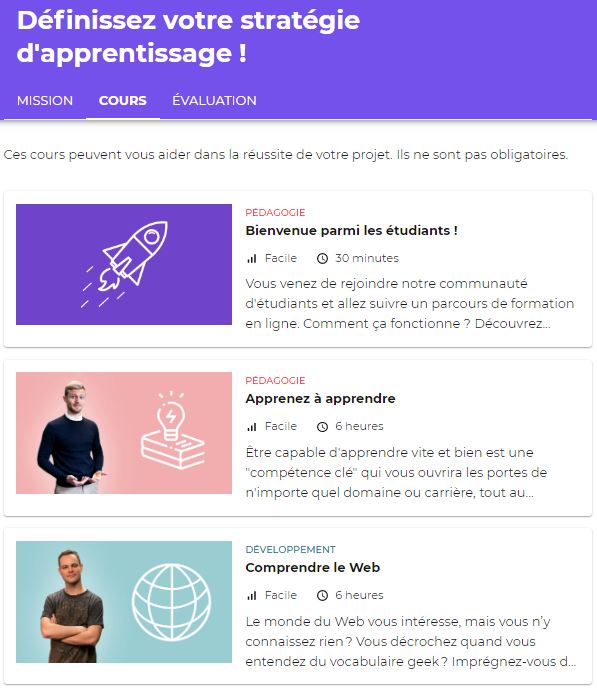 Définissez votre stratégie
d'apprentissage !
MISSION COURS ÉVALUATION
Ces cours peuvent vous aider dans la réussite de votre projet. Ils ne sont pas obligatoires.
PÉDAGOGIE
Bienvenue parmi les étudiants !
Facile 30 minutes
Vous venez de rejoindre notre communauté
d'étudiants et allez suivre un parcours de formation
en ligne. Comment ça fonctionne ? Découvrez...
PÉDAGOGIE
Apprenez à apprendre
Facile 6 heures
Être capable d'apprendre vite et bien est une
"compétence clé" qui vous ouvrira les portes de
n'importe quel domaine ou carrière, tout au...
DÉVELOPPEMENT
Comprendre le Web
Facile 6 heures
Le monde du Web vous intéresse, mais vous n’y
connaissez rien ? Vous décrochez quand vous
entendez du vocabulaire geek ? Imprégnez-vous d...